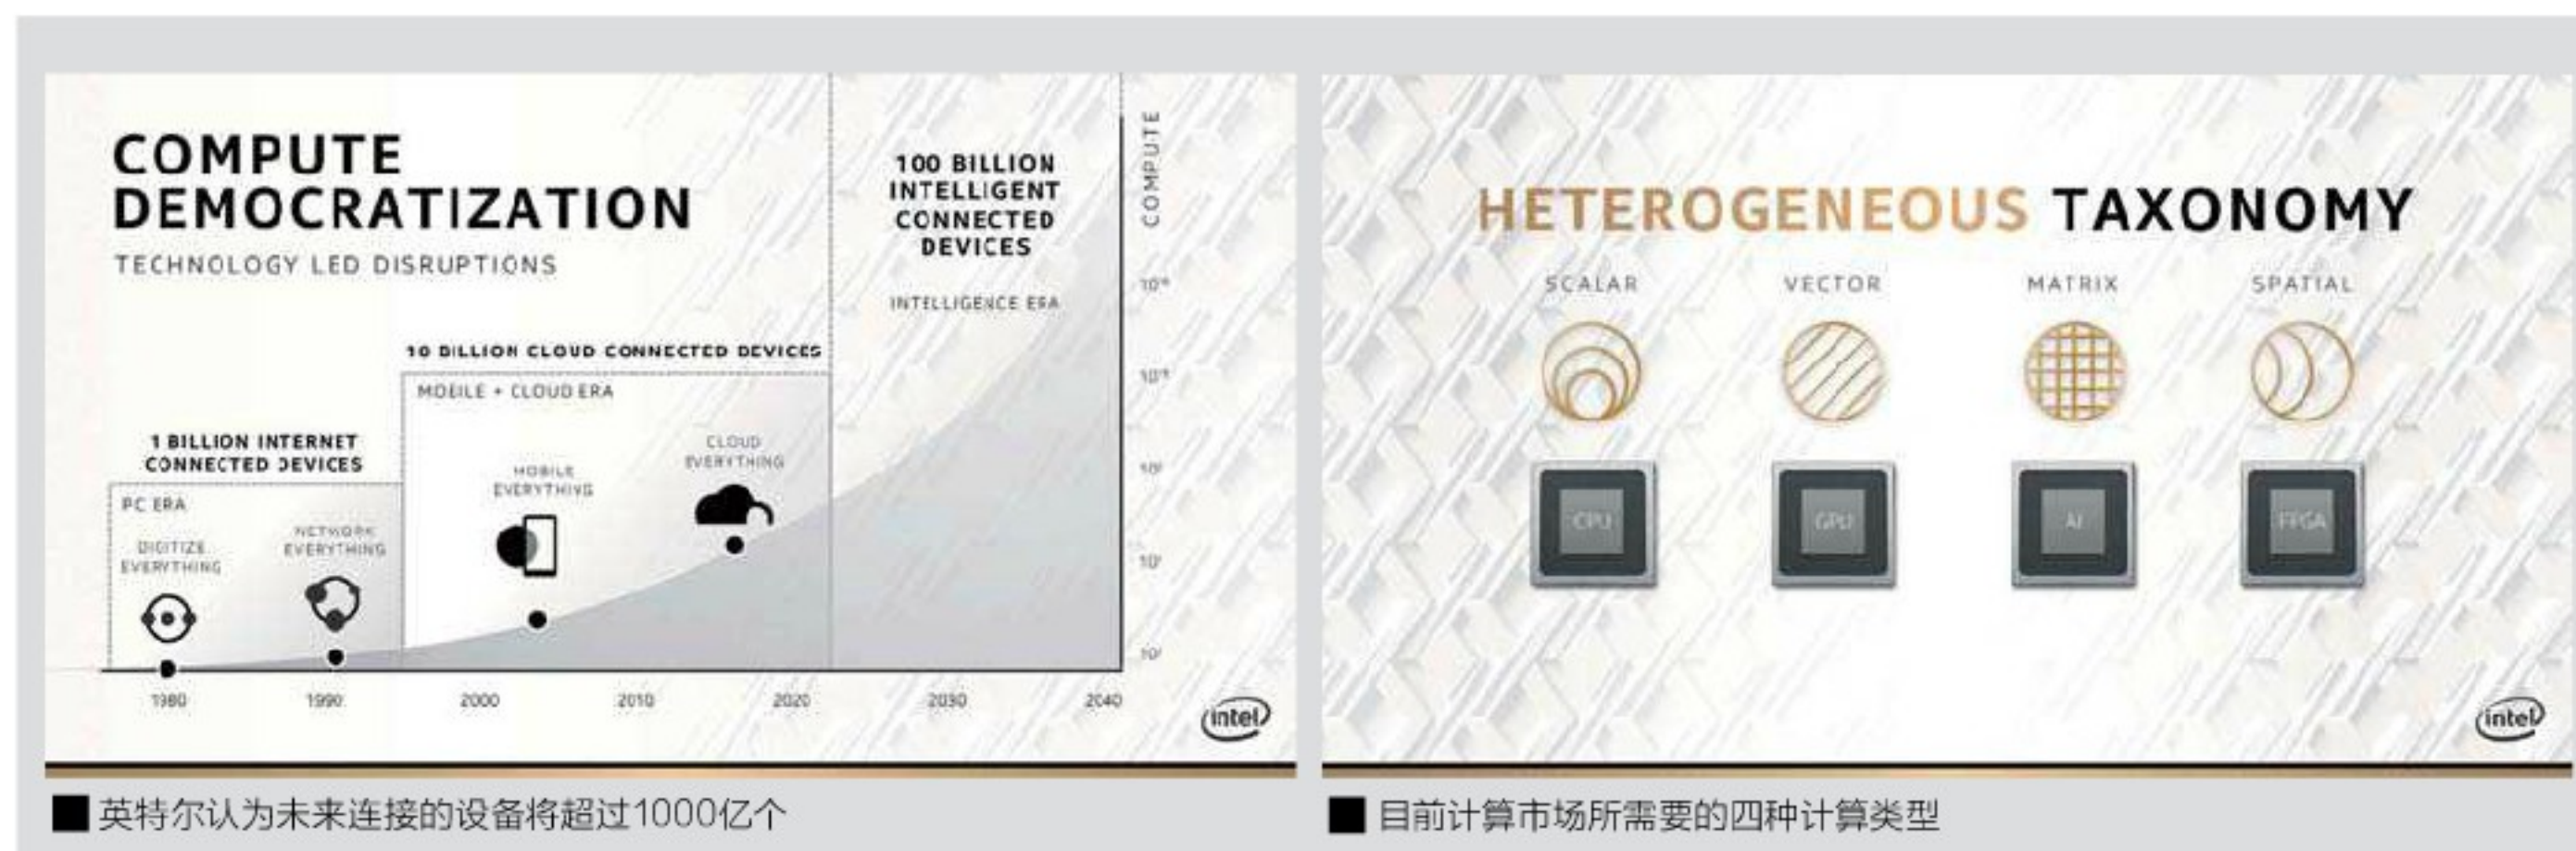 COMPUTE
DEMOCRATIZATION
TECHNOLOGY LED DISRUPTIONS
100 BILLION
INTELLIGENT
CONNECTED
DEVICES
INTELLIGENCE ERA
COMPUTE
10 BILLION CLOUD CONNECTED DEVICES
MOBILE + CLOUD ERA
CLOUD
EVERYTHING
MOBILE
EVERYTHING
1 BILLION INTERNET
CONNECTED DEVICES
PC ERA
NETWORK
EVERYTHING
DIGITIZE
EVERYTHING
1980 1990 2000 2010 2020 2030 2040
intel
英特尔认为未来连接的设备将超过1000亿个
HETEROGENEOUS TAXONOMY
SCALAR VECTOR MATRIX SPATIAL
CPU GPU AI FPGA
intel
目前计算市场所需要的四种计算类型